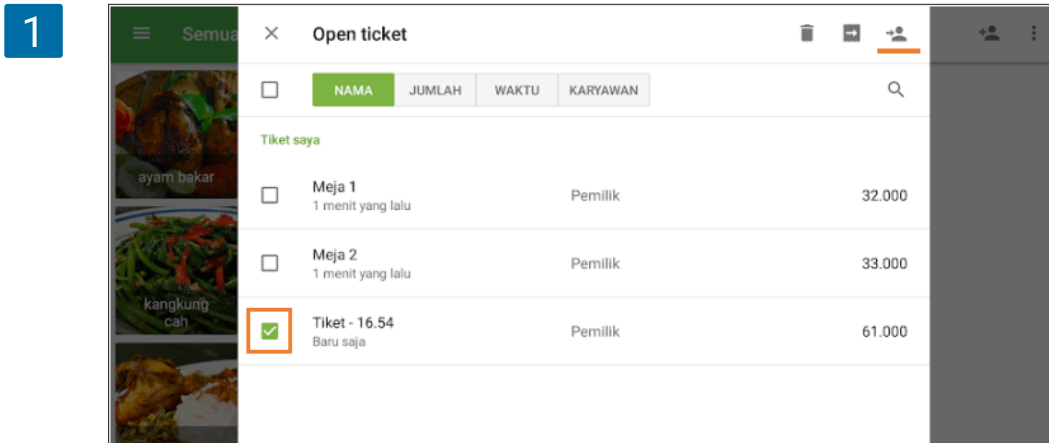 1
Semua
Open ticket
NAMA JUMLAH WAKTU KARYAWAN
Tiket saya
Meja 1 Pemilik 32.000
1 menit yang lalu
Meja 2 Pemilik 33.000
1 menit yang lalu
Tiket - 16.54 Pemilik 61.000
Baru saja
ayam bakar
kangkung
cah